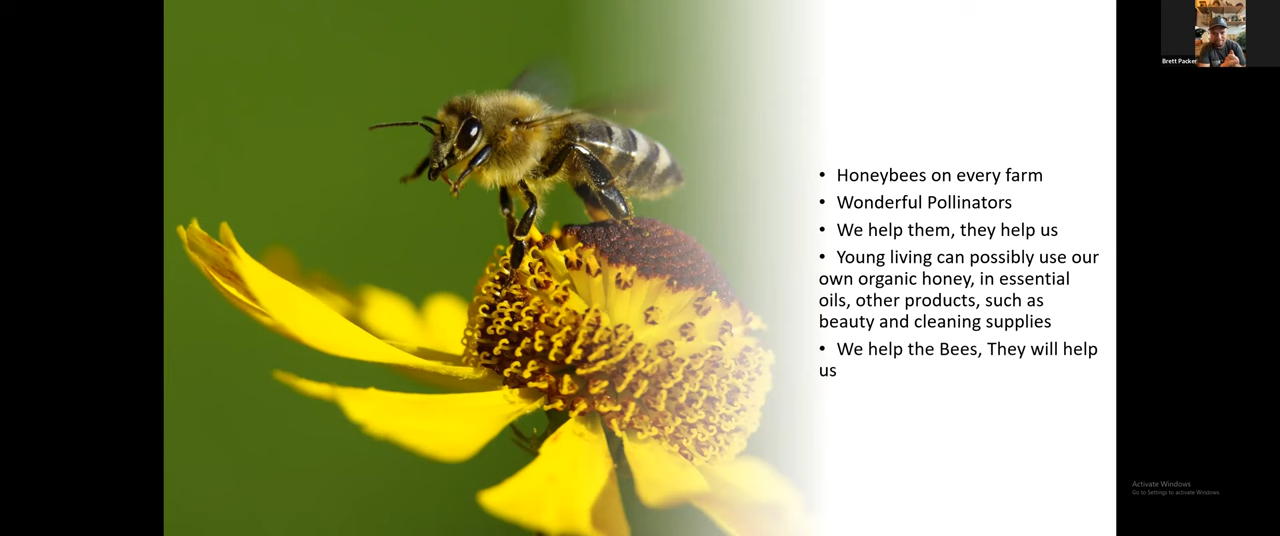 Brett Packer
• Honeybees on every farm
• Wonderful Pollinators
• We help them, they help us
• Young living can possibly use our
own organic honey, in essential
oils, other products, such as
beauty and cleaning supplies
• We help the Bees, They will help
us
Activate Windows
Go to Settings to activate Windows.